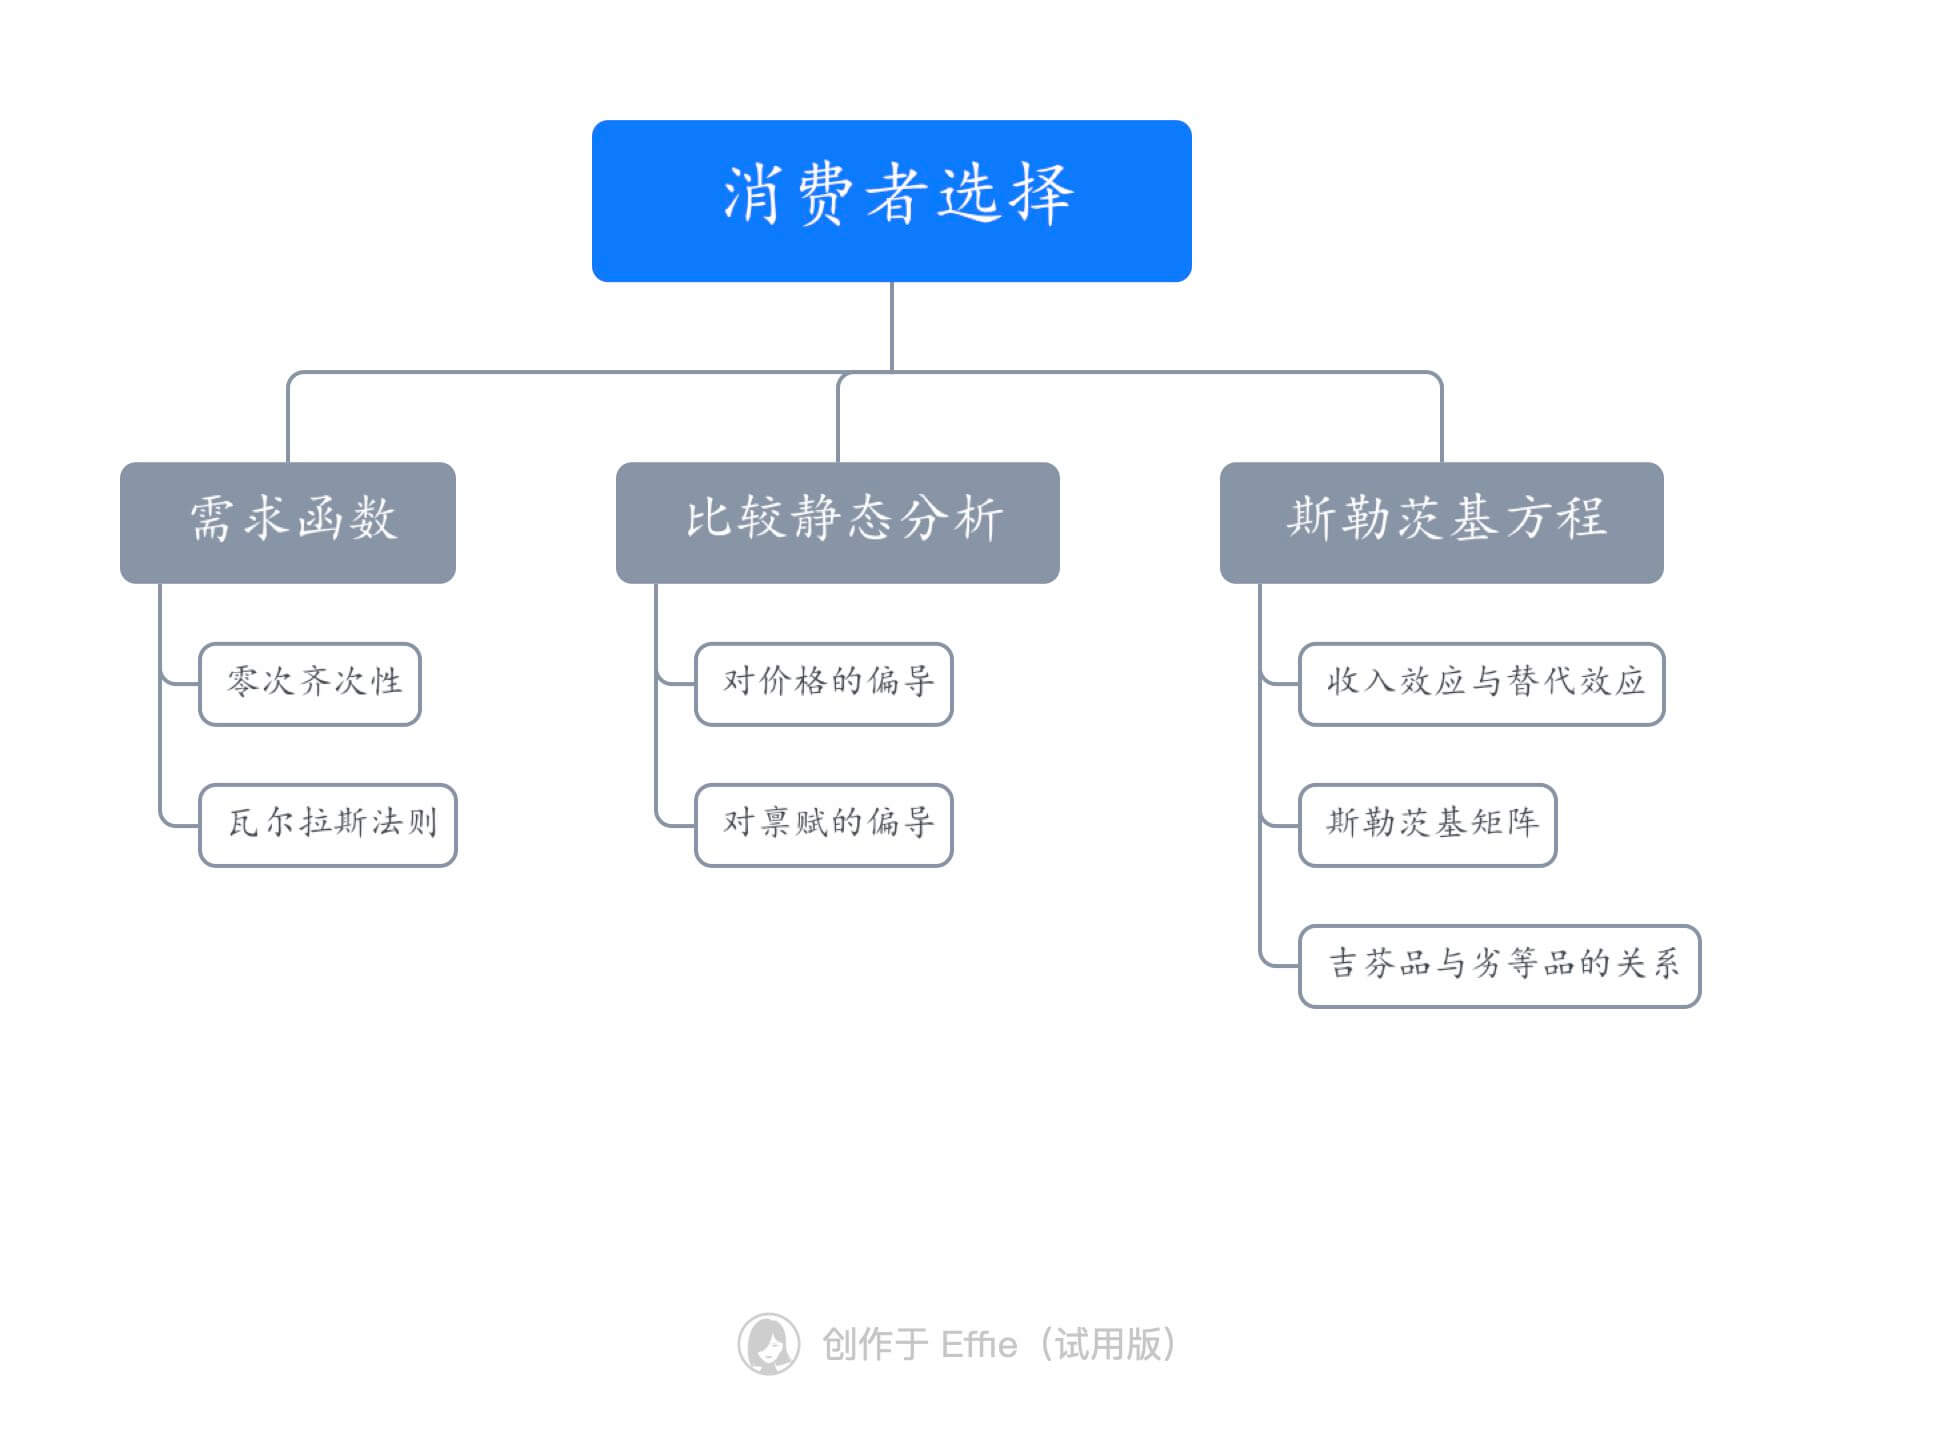 消费者选择
需求函数
比较静态分析
斯勒茨基方程
零次齐次性
对价格的偏导
收入效应与替代效应
瓦尔拉斯法则
对禀赋的偏导
斯勒茨基矩阵
吉芬品与劣等品的关系
创作于 Effie（试用版）